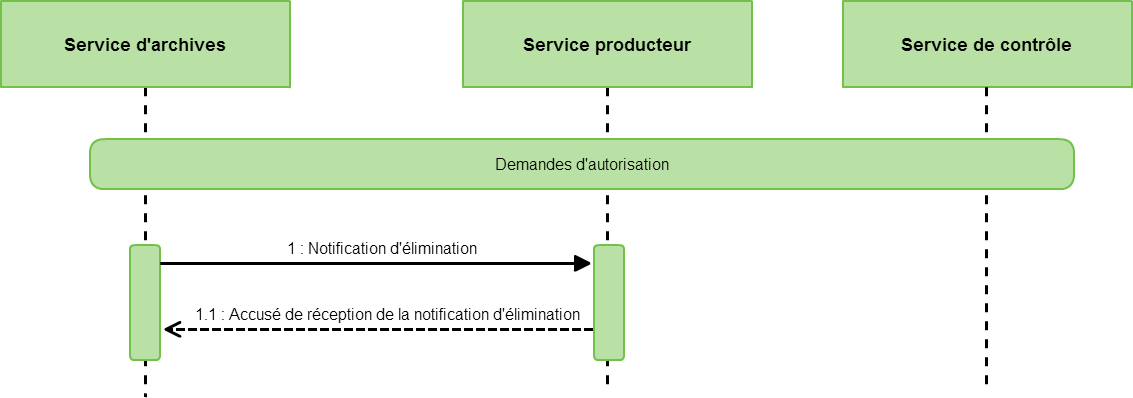 Service d'archives
Service producteur
Service de contrôle
Demandes d'autorisation
1 : Notification d'élimination
1.1 : Accusé de réception de la notification d'élimination